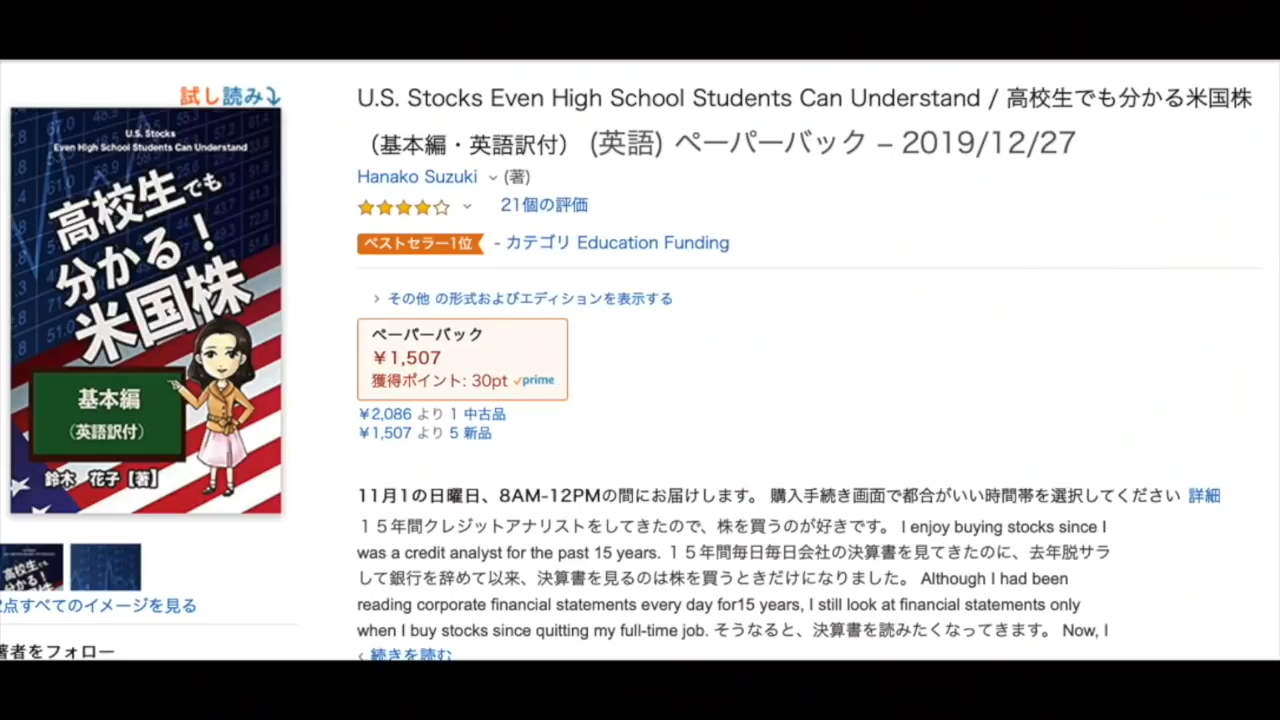 試し読み
U.S. Stocks
Even High School Students Can Understand
高校生でも
分かる！
米国株
基本編
（英語訳付）
鈴木 花子【著】
点すべてのイメージを見る
著者をフォロー
U.S. Stocks Even High School Students Can Understand / 高校生でも分かる米国株
（基本編・英語訳付） (英語) ペーパーバック – 2019/12/27
Hanako Suzuki (著)
21個の評価
ベストセラー1位 - カテゴリ Education Funding
› その他 の形式およびエディションを表示する
ペーパーバック
￥1,507
獲得ポイント: 30pt prime
￥2,086 より 1 中古品
￥1,507 より 5 新品
11月1の日曜日、8AM-12PMの間にお届けします。 購入手続き画面で都合がいい時間帯を選択してください 詳細
１５年間クレジットアナリストをしてきたので、株を買うのが好きです。 I enjoy buying stocks since I
was a credit analyst for the past 15 years. １５年間毎日毎日会社の決算書を見てきたのに、去年脱サラ
して銀行を辞めて以来、決算書を見るのは株を買うときだけになりました。 Although I had been
reading corporate financial statements every day for15 years, I still look at financial statements only
when I buy stocks since quitting my full-time job. そうなると、決算書を読みたくなってきます。 Now, I
‹ 続きを読む